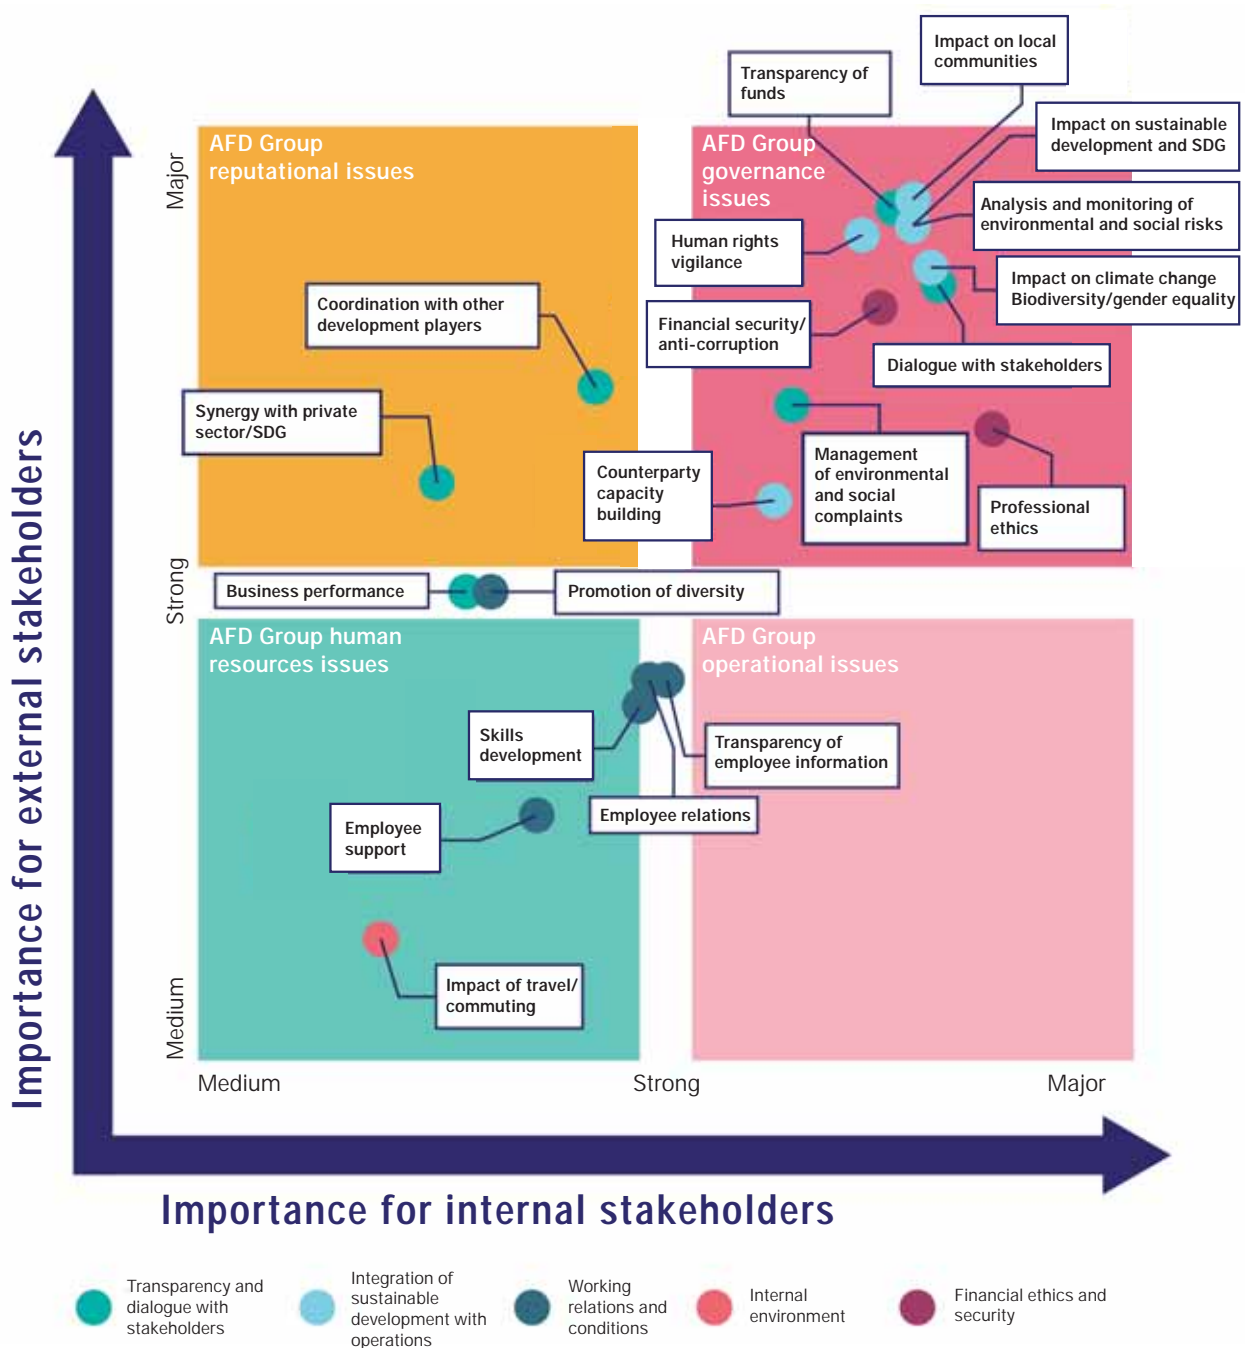 Impact on local
communities
Transparency of
funds
Impact on sustainable
development and SDG
AFD Group
reputational issues
AFD Group
governance
issues
Analysis and monitoring of
environmental and social risks
Human rights
vigilance
Impact on climate change
Biodiversity/gender equality
Coordination with other
development players
Financial security/
anti-corruption
Dialogue with stakeholders
Synergy with private
sector/SDG
Management
of environmental
and social
complaints
Counterparty
capacity
building
Professional
ethics
Business performance
Promotion of diversity
AFD Group human
resources issues
AFD Group
operational issues
Skills
development
Transparency of
employee information
Employee relations
Employee
support
Impact of travel/
commuting
Major
Strong
Medium
Importance for external stakeholders
Medium
Strong
Major
Importance for internal stakeholders
Transparency and
dialogue with
stakeholders
Integration of
sustainable
development with
operations
Working
relations and
conditions
Internal
environment
Financial ethics and
security